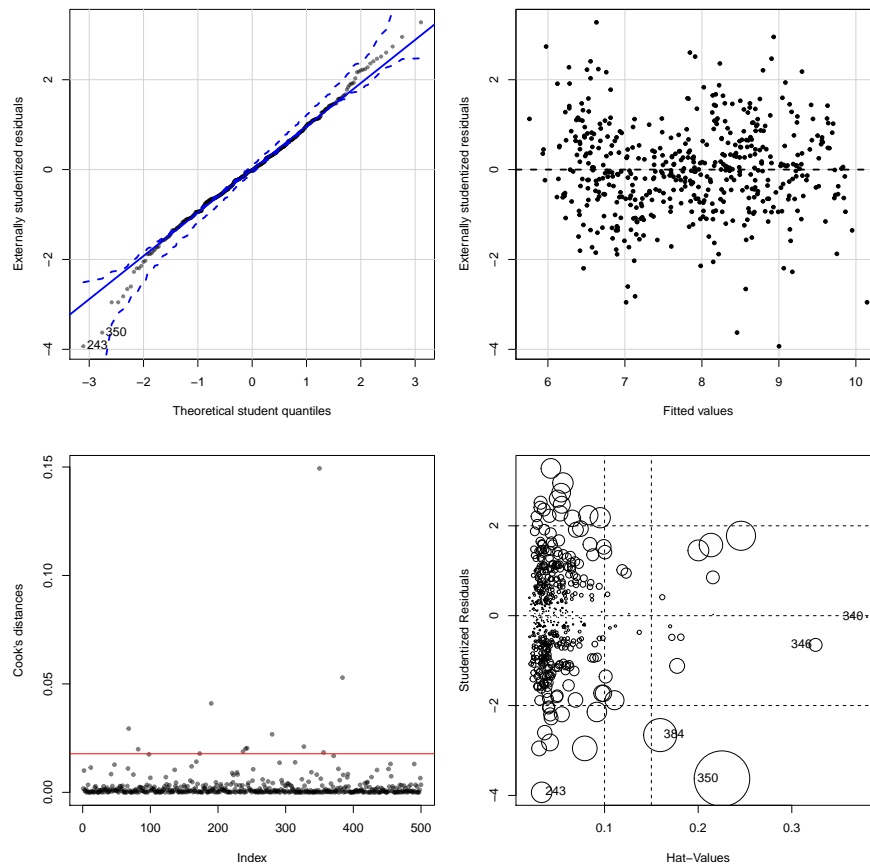 Externally studentized residuals
−4 −2 0 2
350
243
−3 −2 −1 0 1 2 3
Theoretical student quantiles
Externally studentized residuals
−4 −2 0 2
6 7 8 9 10
Fitted values
Cook's distances
0.00 0.05 0.10 0.15
0 100 200 300 400 500
Index
Studentized Residuals
−4 −2 0 2
340
346
384
350
243
0.1 0.2 0.3
Hat−Values